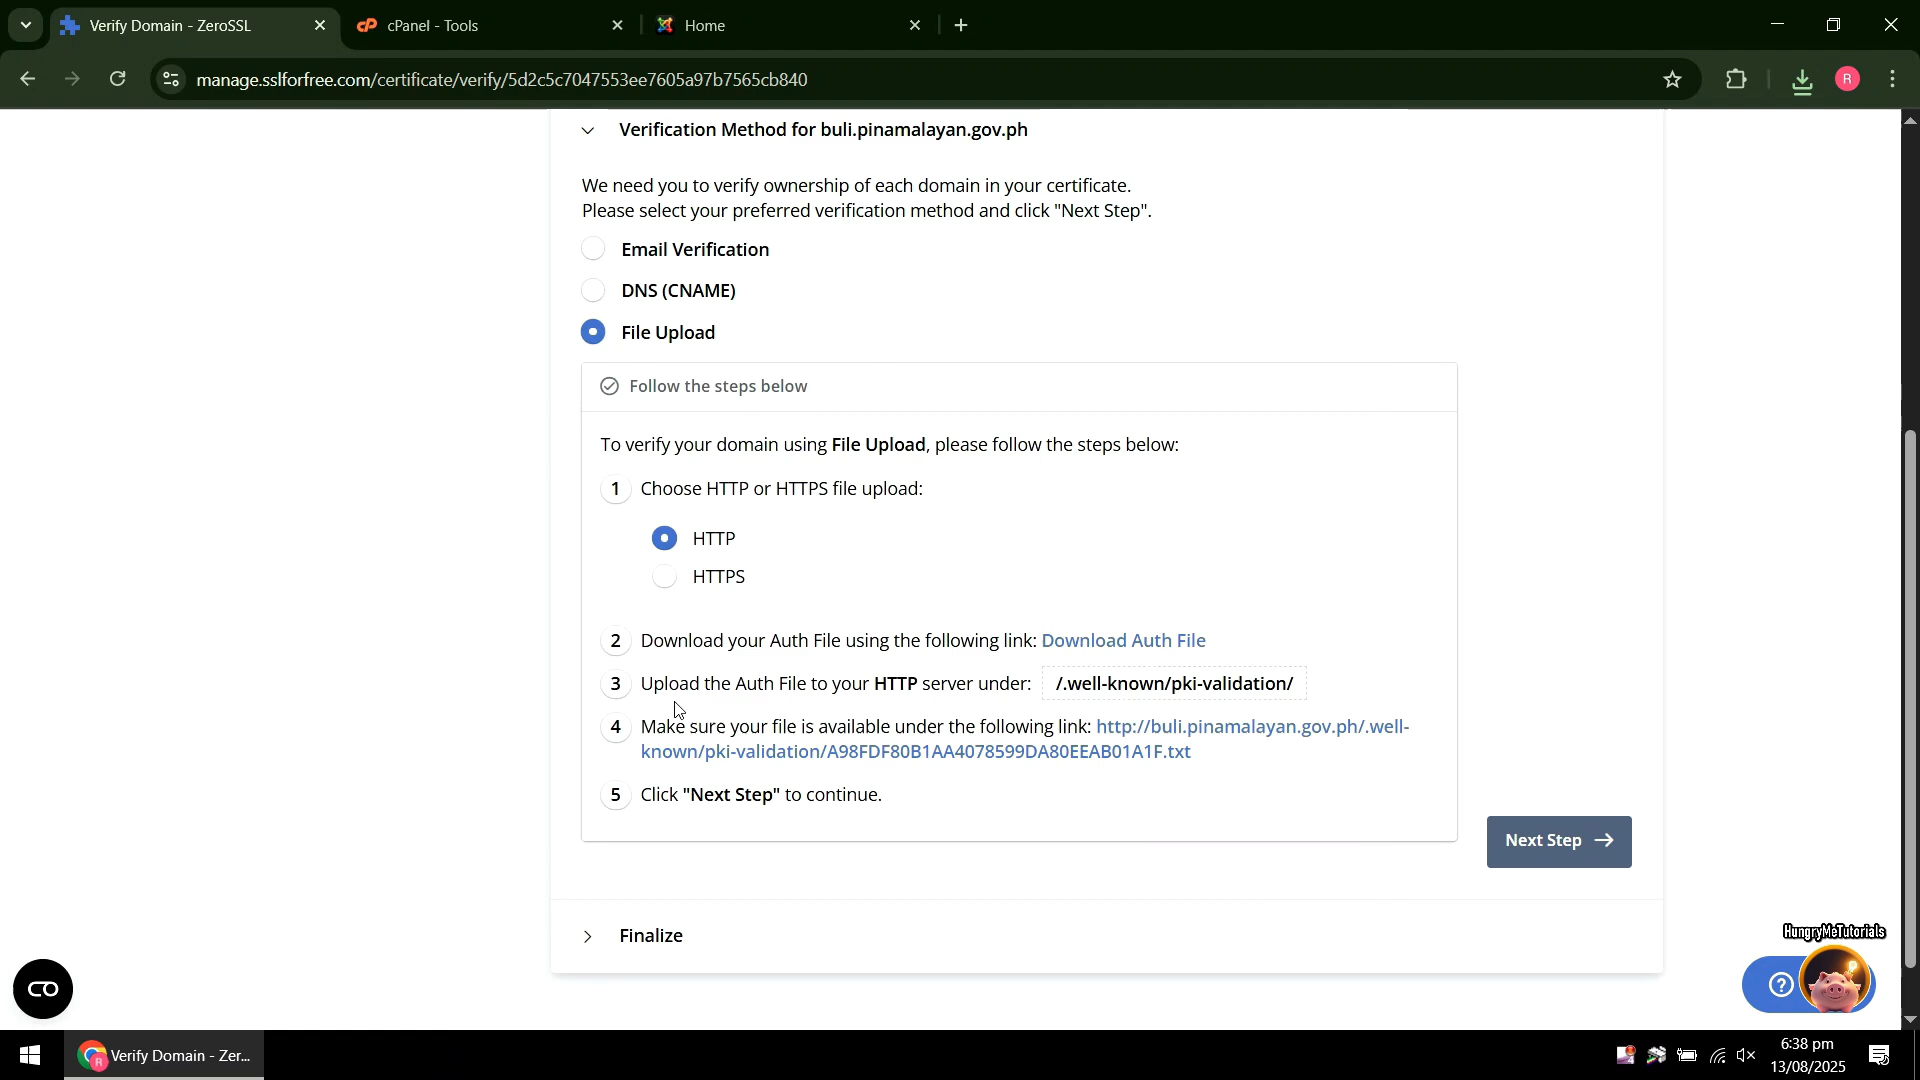 Verify Domain - ZeroSSL
cPanel - Tools
Home
manage.sslforfree.com/certificate/verify/5d2c5c7047553ee7605a97b7565cb840
R
Verification Method for buli.pinamalayan.gov.ph
We need you to verify ownership of each domain in your certificate.
Please select your preferred verification method and click "Next Step".
Email Verification
DNS (CNAME)
File Upload
Follow the steps below
To verify your domain using File Upload, please follow the steps below:
1 Choose HTTP or HTTPS file upload:
HTTP
HTTPS
2 Download your Auth File using the following link: Download Auth File
3 Upload the Auth File to your HTTP server under: /.well-known/pki-validation/
4 Make sure your file is available under the following link: http://buli.pinamalayan.gov.ph/.well-
known/pki-validation/A98FDF80B1AA4078599DA80EEAB01A1F.txt
5 Click "Next Step" to continue.
Next Step
Finalize
HungryMeTutorials
Verify Domain - Zer...
6:38 pm
13/08/2025